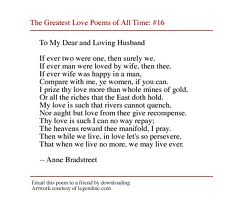 The Greatest Love Poems of All Time: #16
To My Dear and Loving Husband
If ever two were one, then surely we.
If ever man were loved by wife, then thee.
If ever wife was happy in a man,
Compare with me, ye women, if you can.
I prize thy love more than whole mines of gold,
Or all the riches that the East doth hold.
My love is such that rivers cannot quench,
Nor aught but love from thee give recompense.
Thy love is such I can no way repay;
The heavens reward thee manifold, I pray.
Then while we live, in love let's so persevere,
That when we live no more, we may live ever.
-- Anne Bradstreet
Email this poem to a friend by downloading.
Artwork courtesy of legendinc.com